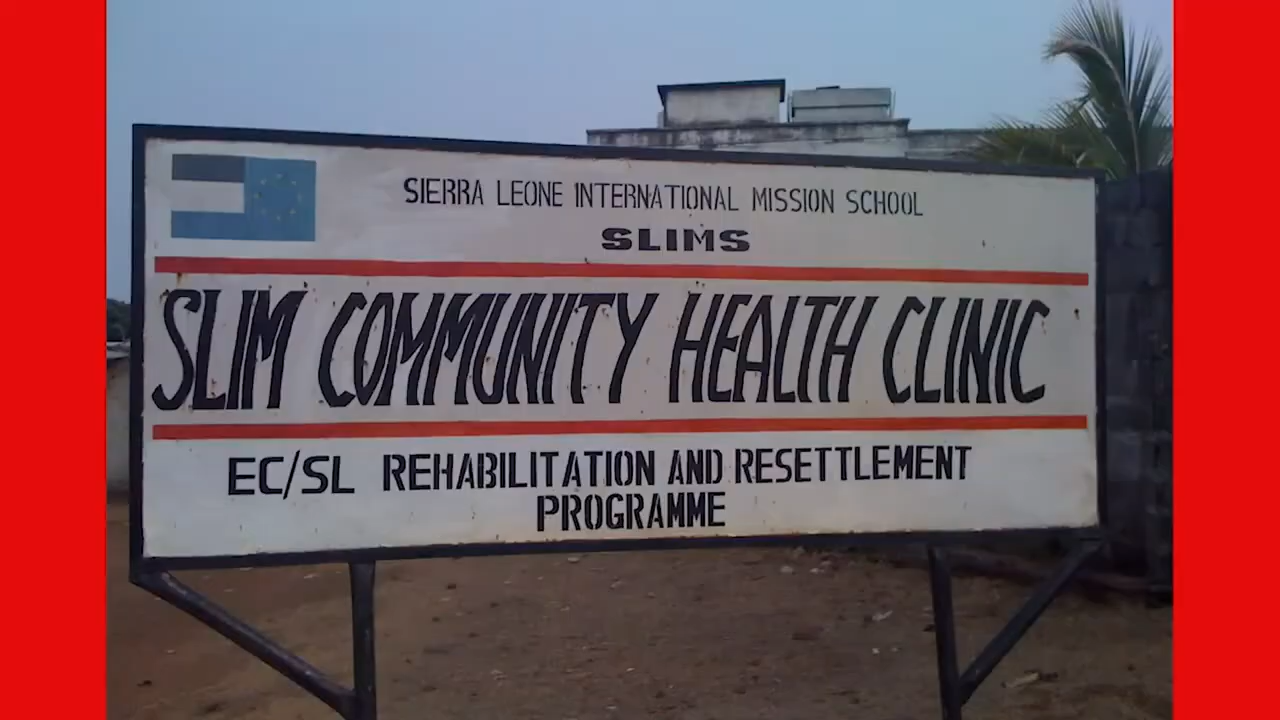 SIERRA LEONE INTERNATIONAL MISSION SCHOOL
SLIMS
SLIM COMMUNITY HEALTH CLINIC
EC/SL REHABILITATION AND RESETTLEMENT
PROGRAMME